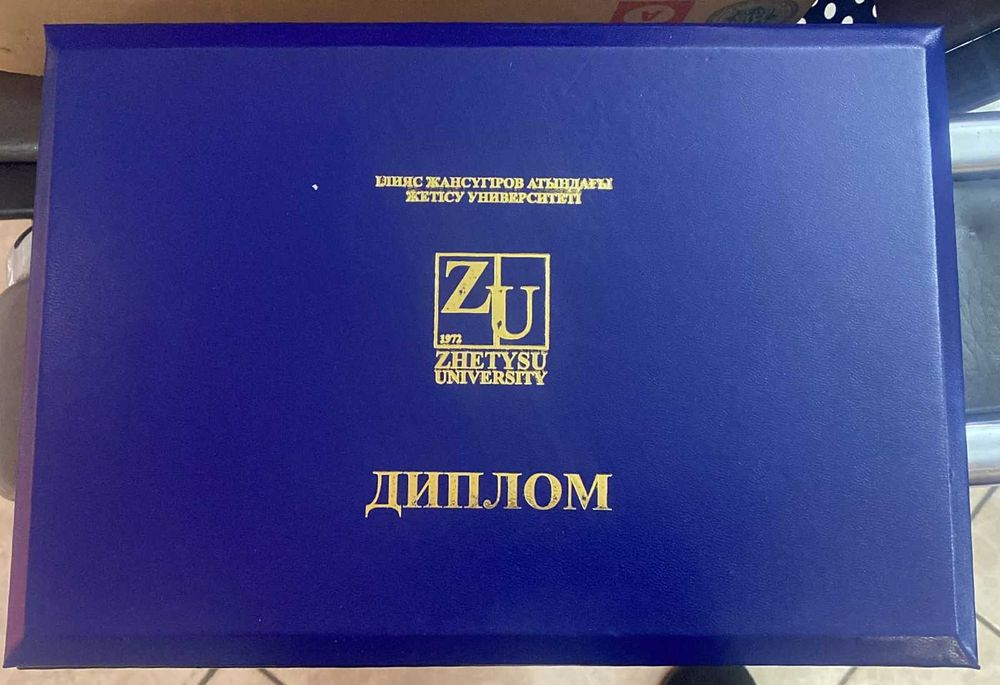 ІЛИЯС ЖАНСҮГІРОВ АТЫНДАҒЫ
ЖЕТІСУ УНИВЕРСИТЕТІ
ZU
1972
ZHETYSU
UNIVERSITY
ДИПЛОМ